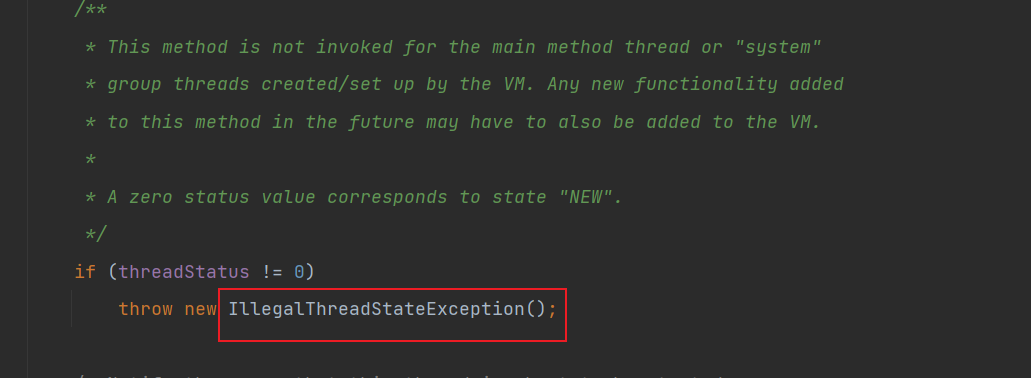 /**
* This method is not invoked for the main method thread or "system"
* group threads created/set up by the VM. Any new functionality added
* to this method in the future may have to also be added to the VM.
*
* A zero status value corresponds to state "NEW".
*/
if (threadStatus != 0)
throw new IllegalThreadStateException();